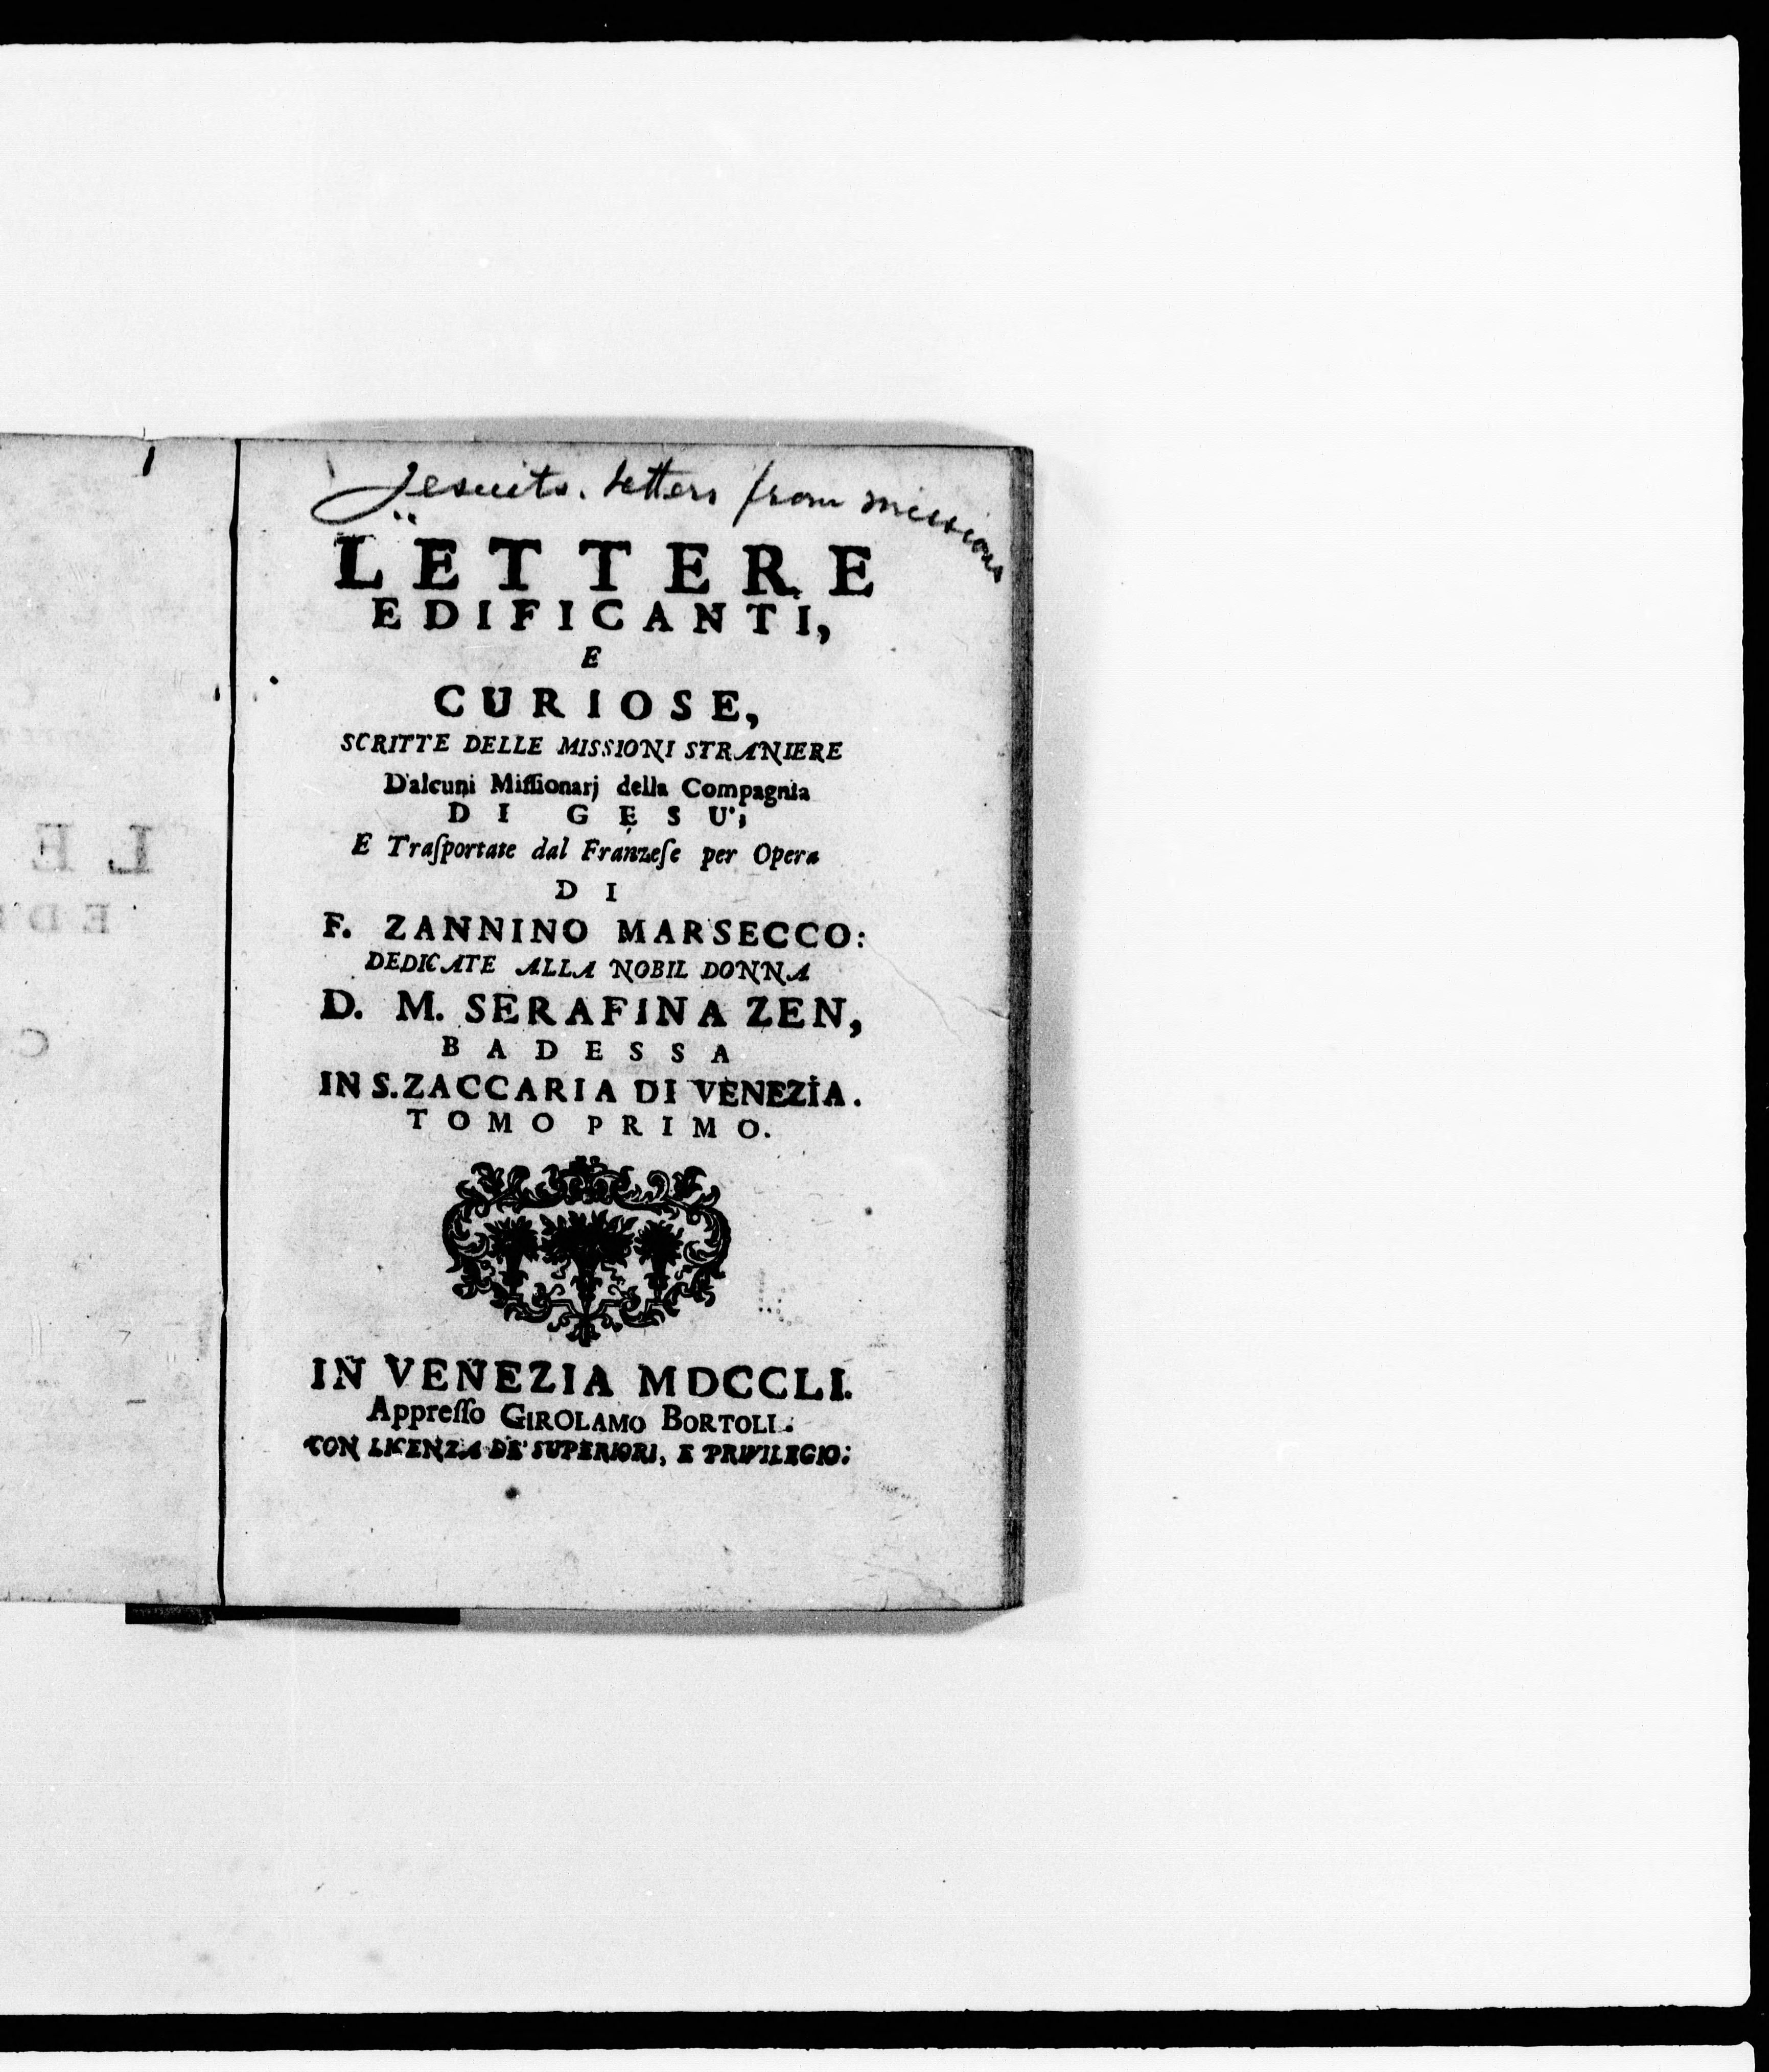 Jesuits. Letters from missions
LETTERE
EDIFICANTI,
E
CURIOSE,
SCRITTE DELLE MISSIONI STRANIERE
D'alcuni Miſſionarj della Compagnia
DI GESU',
E Traſportate dal Franzeſe per Opera
DI
F. ZANNINO MARSECCO:
DEDICATE ALLA NOBIL DONNA
D. M. SERAFINA ZEN,
BADESSA
IN S. ZACCARIA DI VENEZIA.
TOMO PRIMO.
IN VENEZIA MDCCLI.
Appreſſo GIROLAMO BORTOLI.
CON LICENZA DE' SUPERIORI, E PRIVILEGIO.